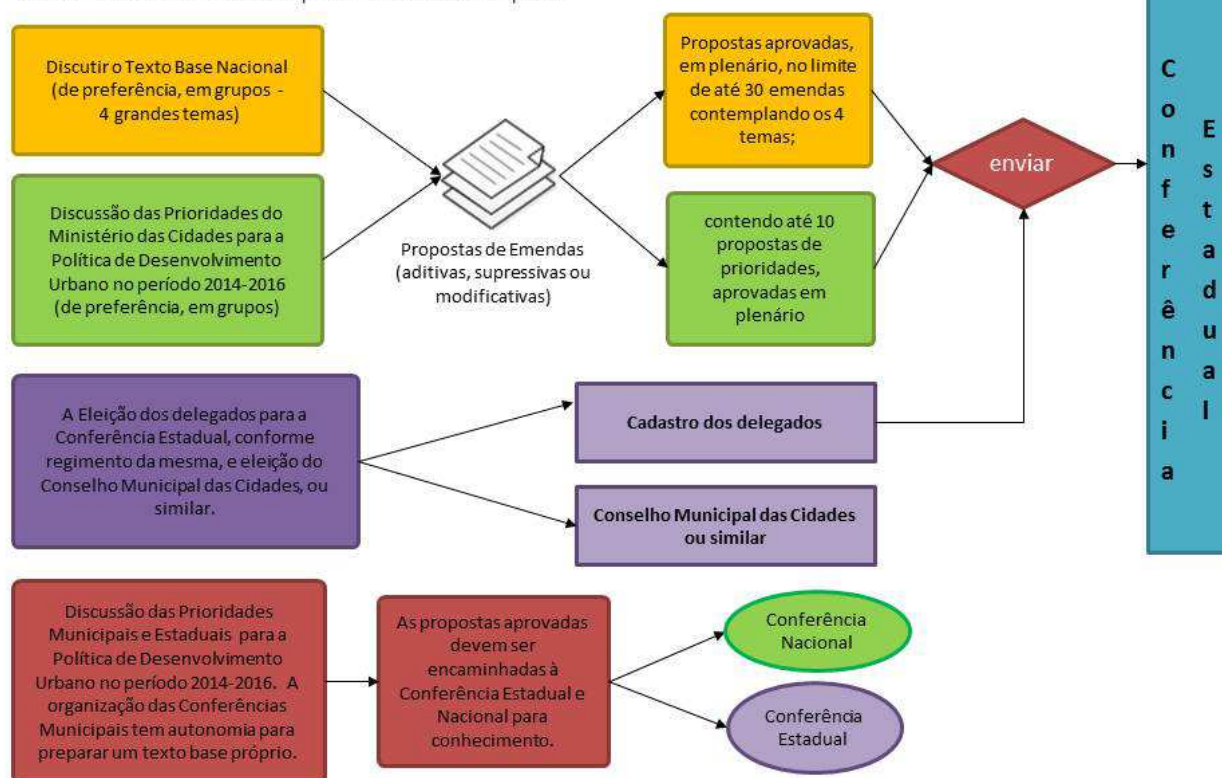 Discutir o Texto Base Nacional
(de preferência, em grupos -
4 grandes temas)
Propostas aprovadas,
em plenário, no limite
de até 30 emendas
contemplando os 4
temas;
Discussão das Prioridades do
Ministério das Cidades para a
Política de Desenvolvimento
Urbano no período 2014-2016
(de preferência, em grupos)
Propostas de Emendas
(aditivas, supressivas ou
modificativas)
contendo até 10
propostas de
prioridades,
aprovadas em
plenário
enviar
Conferência
Estadual
A Eleição dos delegados para a
Conferência Estadual, conforme
regimento da mesma, e eleição do
Conselho Municipal das Cidades, ou
similar.
Cadastro dos delegados
Conselho Municipal das Cidades
ou similar
Discussão das Prioridades
Municipais e Estaduais para a
Política de Desenvolvimento
Urbano no período 2014-2016. A
organização das Conferências
Municipais tem autonomia para
preparar um texto base próprio.
As propostas aprovadas
devem ser
encaminhadas à
Conferência Estadual e
Nacional para
conhecimento.
Conferência
Nacional
Conferência
Estadual